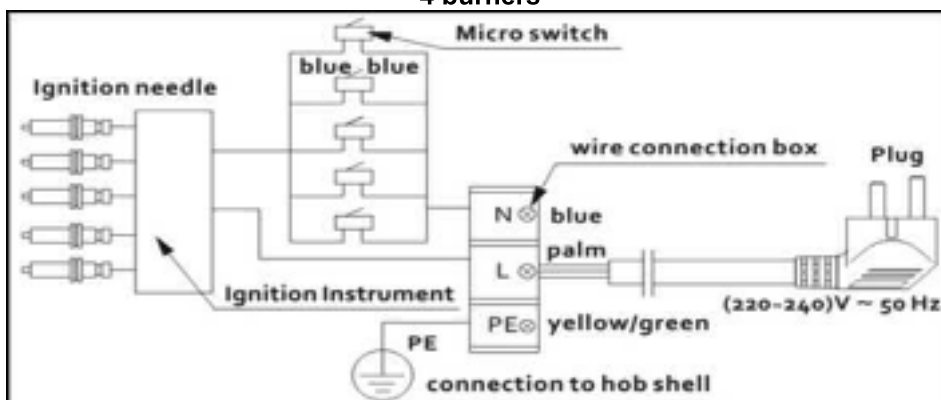 4 burners
Micro switch
blue blue
Ignition needle
wire connection box
Plug
N
blue
palm
L
Ignition Instrument
(220-240)V ~ 50 Hz
PE
yellow/green
PE
connection to hob shell